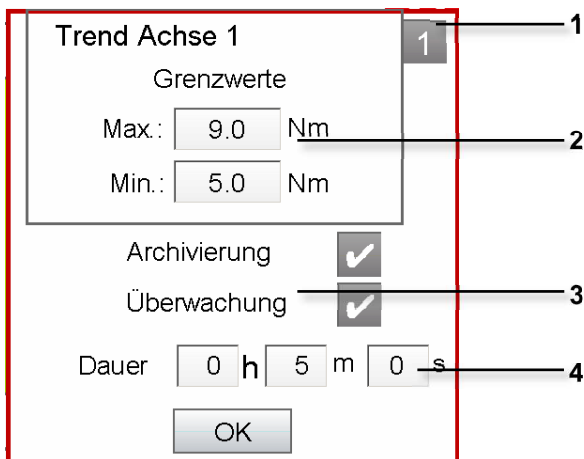 Trend Achse 1
1
1
Grenzwerte
Max.: 9.0 Nm
2
Min.: 5.0 Nm
Archivierung ✔
Überwachung ✔
3
Dauer 0 h 5 m 0 s
4
OK